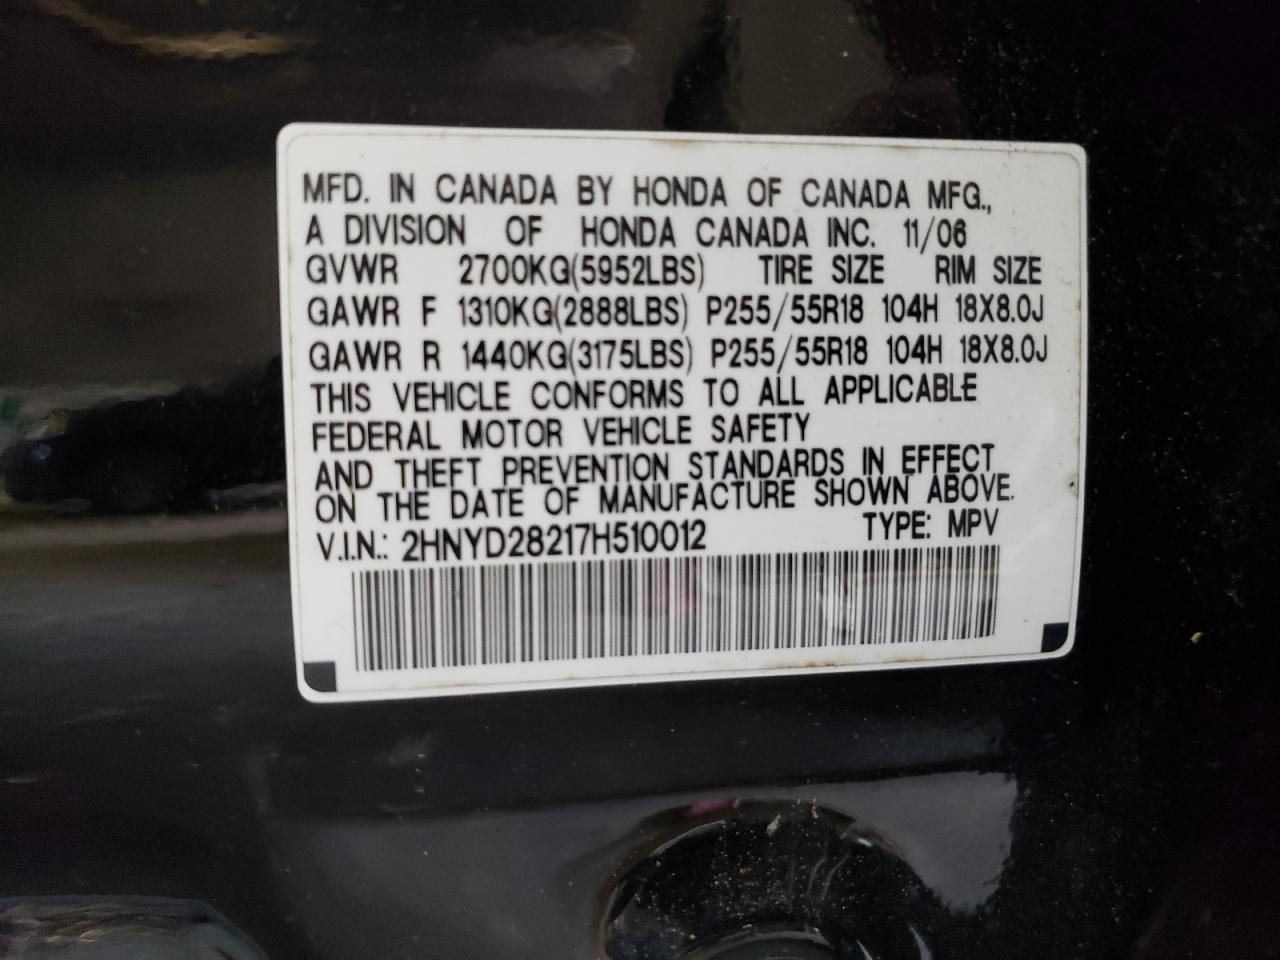 MFD. IN CANADA BY HONDA OF CANADA MFG.,
A DIVISION OF HONDA CANADA INC. 11/06
GVWR 2700KG(5952LBS) TIRE SIZE RIM SIZE
GAWR F 1310KG(2888LBS) P255/55R18 104H 18X8.0J
GAWR R 1440KG(3175LBS) P255/55R18 104H 18X8.0J
THIS VEHICLE CONFORMS TO ALL APPLICABLE
FEDERAL MOTOR VEHICLE SAFETY
AND THEFT PREVENTION STANDARDS IN EFFECT
ON THE DATE OF MANUFACTURE SHOWN ABOVE.
V.I.N.: 2HNYD28217H510012 TYPE: MPV